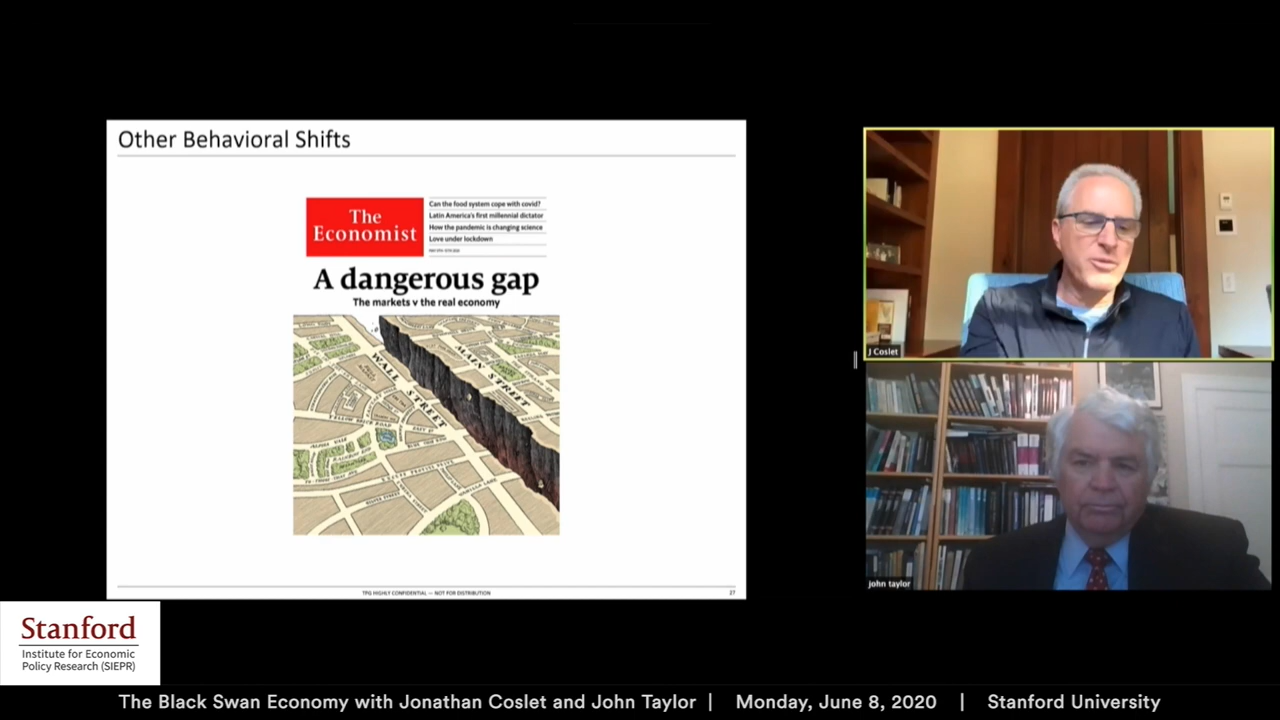 Other Behavioral Shifts
The
Economist
Can the food system cope with covid?
Latin America's first millennial dictator
How the pandemic is changing science
Love under lockdown
A dangerous gap
The markets v the real economy
WALL STREET
MAIN STREET
TPG HIGHLY CONFIDENTIAL — NOT FOR DISTRIBUTION
27
J Coslet
john taylor
Stanford
Institute for Economic
Policy Research (SIEPR)
The Black Swan Economy with Jonathan Coslet and John Taylor | Monday, June 8, 2020 | Stanford University